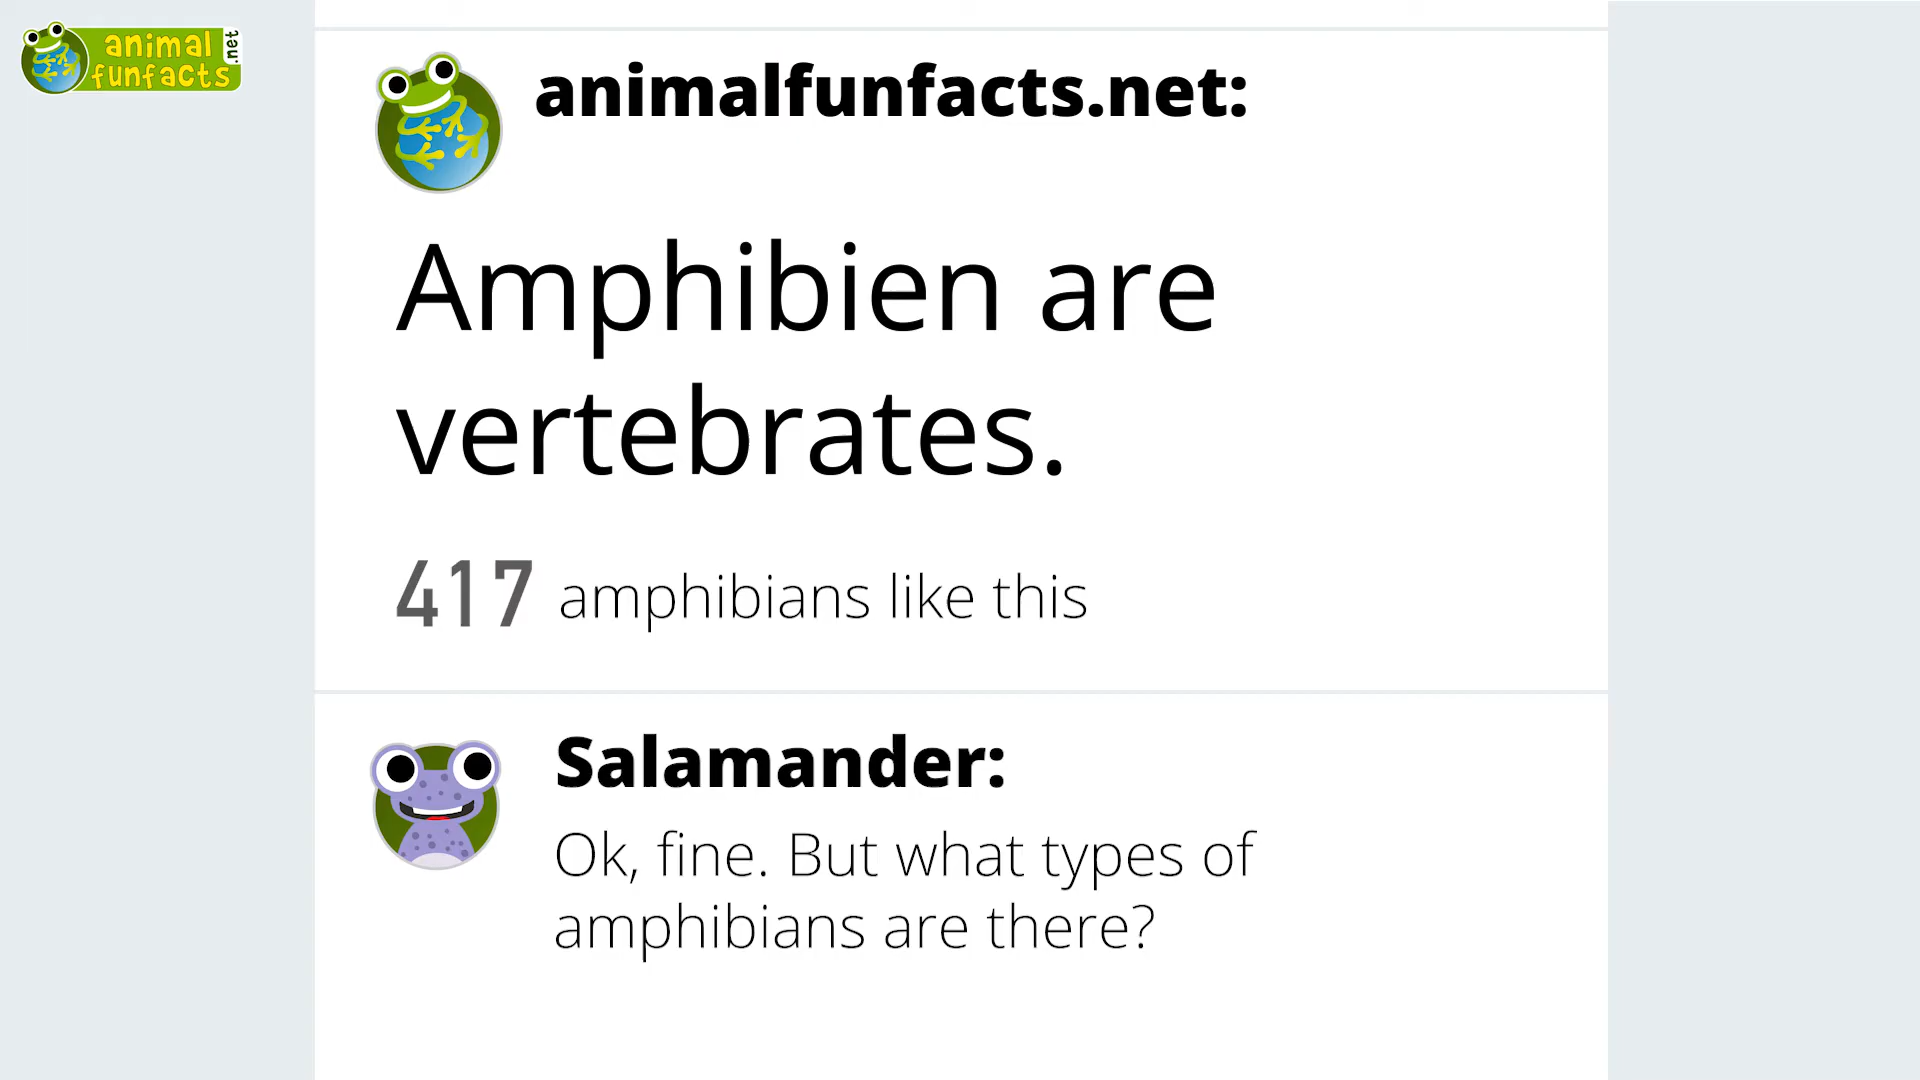 animal
funfacts
.net
animalfunfacts.net:
Amphibien are
vertebrates.
417 amphibians like this
Salamander:
Ok, fine. But what types of
amphibians are there?